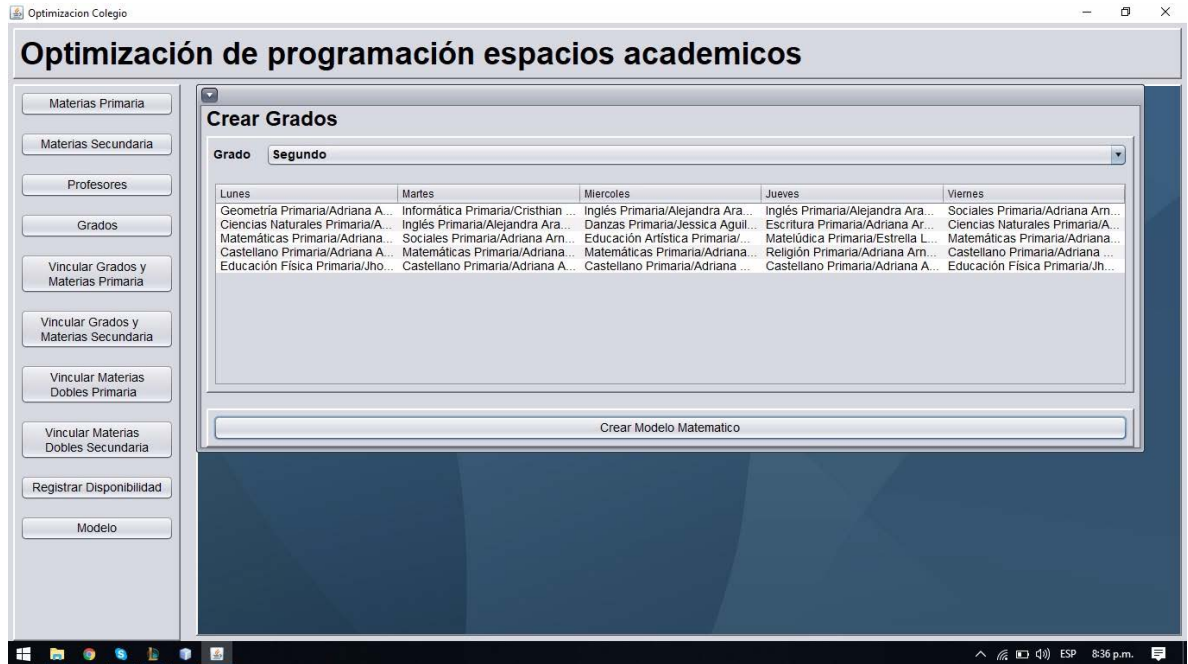 Optimizacion Colegio
Optimización de programación espacios academicos
Materias Primaria
Materias Secundaria
Profesores
Grados
Vincular Grados y
Materias Primaria
Vincular Grados y
Materias Secundaria
Vincular Materias
Dobles Primaria
Vincular Materias
Dobles Secundaria
Registrar Disponibilidad
Modelo
Crear Grados
Grado Segundo
Lunes Martes Miercoles Jueves Viernes
Geometría Primaria/Adriana A... Informática Primaria/Cristhian ... Inglés Primaria/Alejandra Ara... Inglés Primaria/Alejandra Ara... Sociales Primaria/Adriana Arn...
Ciencias Naturales Primaria/A... Inglés Primaria/Alejandra Ara... Danzas Primaria/Jessica Aguil... Escritura Primaria/Adriana Ar... Ciencias Naturales Primaria/A...
Matemáticas Primaria/Adriana... Sociales Primaria/Adriana Arn... Educación Artística Primaria/... Matelúdica Primaria/Estrella L... Matemáticas Primaria/Adriana...
Castellano Primaria/Adriana A... Matemáticas Primaria/Adriana... Matemáticas Primaria/Adriana... Religión Primaria/Adriana Arn... Castellano Primaria/Adriana ...
Educación Física Primaria/Jho... Castellano Primaria/Adriana A... Castellano Primaria/Adriana ... Castellano Primaria/Adriana A... Educación Física Primaria/Jh...
Crear Modelo Matematico
ESP 8:36 p.m.